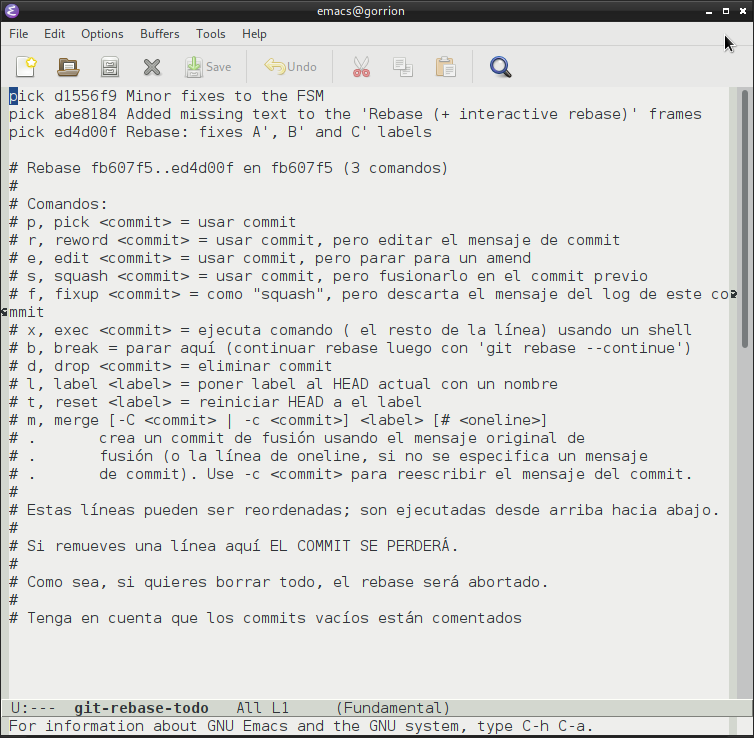 emacs@gorrion
File Edit Options Buffers Tools Help
Save Undo
pick d1556f9 Minor fixes to the FSM
pick abe8184 Added missing text to the 'Rebase (+ interactive rebase)' frames
pick ed4d00f Rebase: fixes A', B' and C' labels
# Rebase fb607f5..ed4d00f en fb607f5 (3 comandos)
#
# Comandos:
# p, pick <commit> = usar commit
# r, reword <commit> = usar commit, pero editar el mensaje de commit
# e, edit <commit> = usar commit, pero parar para un amend
# s, squash <commit> = usar commit, pero fusionarlo en el commit previo
# f, fixup <commit> = como "squash", pero descarta el mensaje del log de este co
mmit
# x, exec <commit> = ejecuta comando ( el resto de la línea) usando un shell
# b, break = parar aquí (continuar rebase luego con 'git rebase --continue')
# d, drop <commit> = eliminar commit
# l, label <label> = poner label al HEAD actual con un nombre
# t, reset <label> = reiniciar HEAD a el label
# m, merge [-C <commit> | -c <commit>] <label> [# <oneline>]
# .       crea un commit de fusión usando el mensaje original de
# .       fusión (o la línea de oneline, si no se especifica un mensaje
# .       de commit). Use -c <commit> para reescribir el mensaje del commit.
#
# Estas líneas pueden ser reordenadas; son ejecutadas desde arriba hacia abajo.
#
# Si remueves una línea aquí EL COMMIT SE PERDERÁ.
#
# Como sea, si quieres borrar todo, el rebase será abortado.
#
# Tenga en cuenta que los commits vacíos están comentados
U:--- git-rebase-todo All L1 (Fundamental)
For information about GNU Emacs and the GNU system, type C-h C-a.